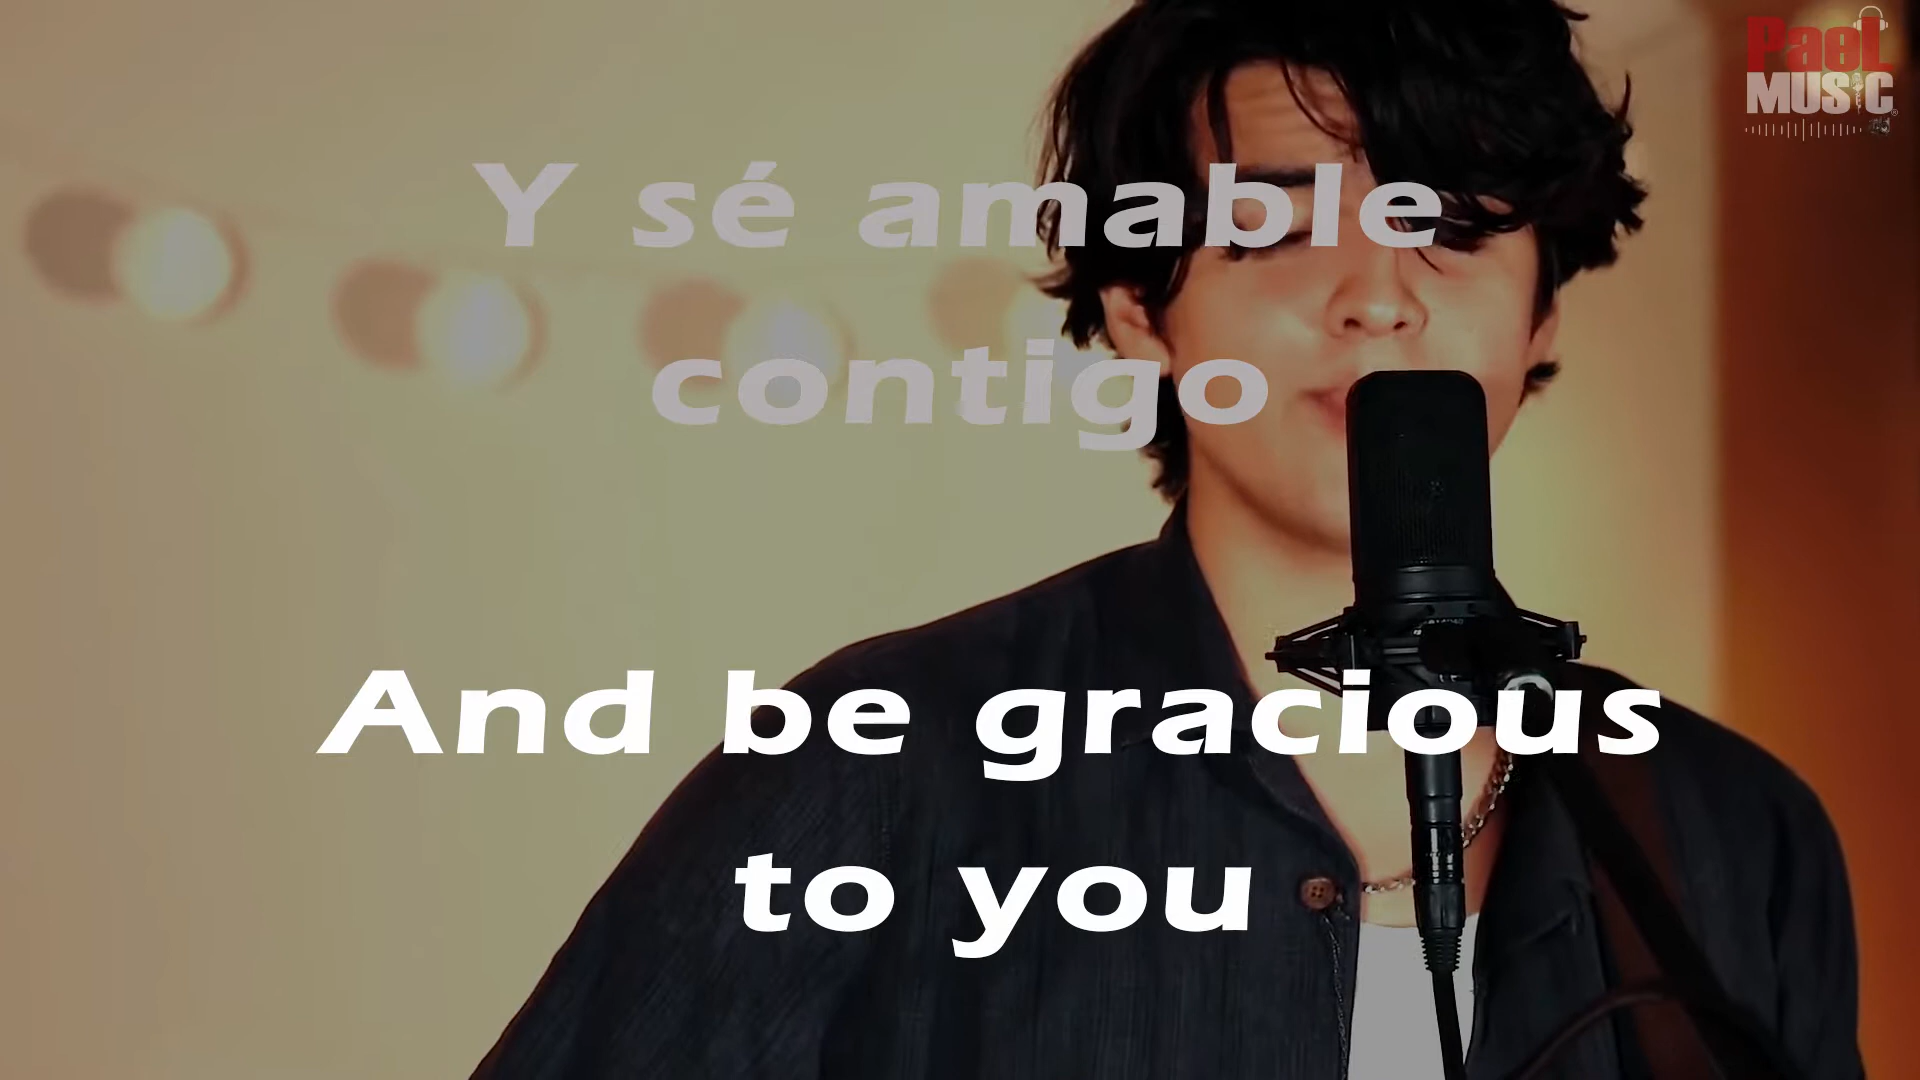 PaeL
MUSIC
Y sé amable
contigo
And be gracious
to you